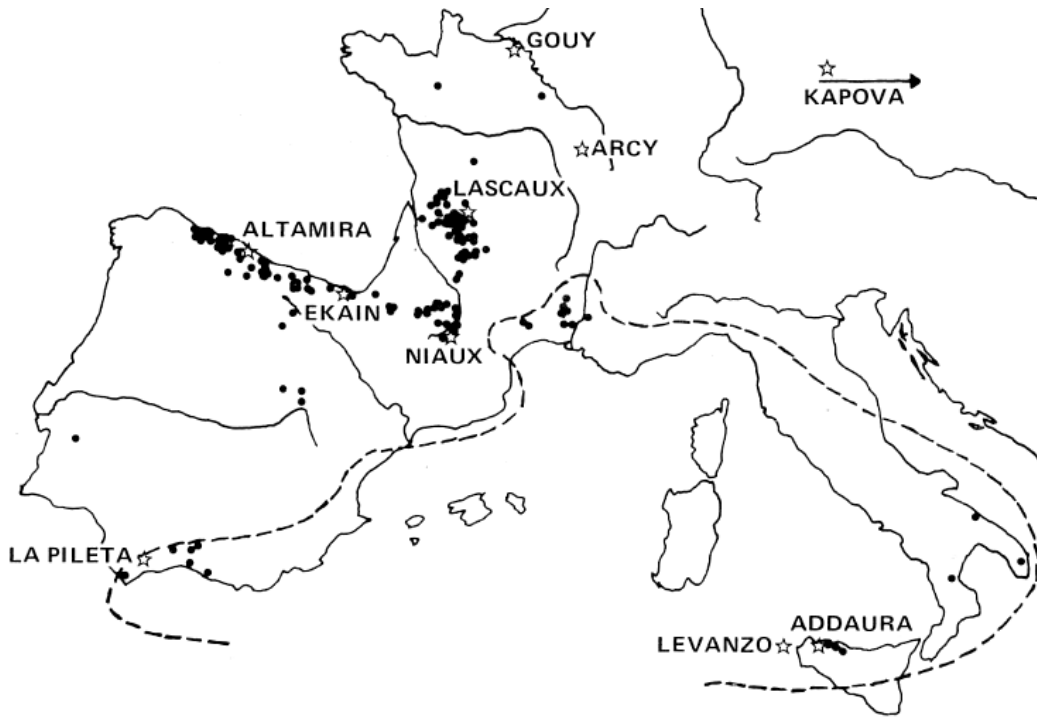 GOUY
KAPOVA
ARCY
LASCAUX
ALTAMIRA
EKAIN
NIAUX
LA PILETA
ADDAURA
LEVANZO